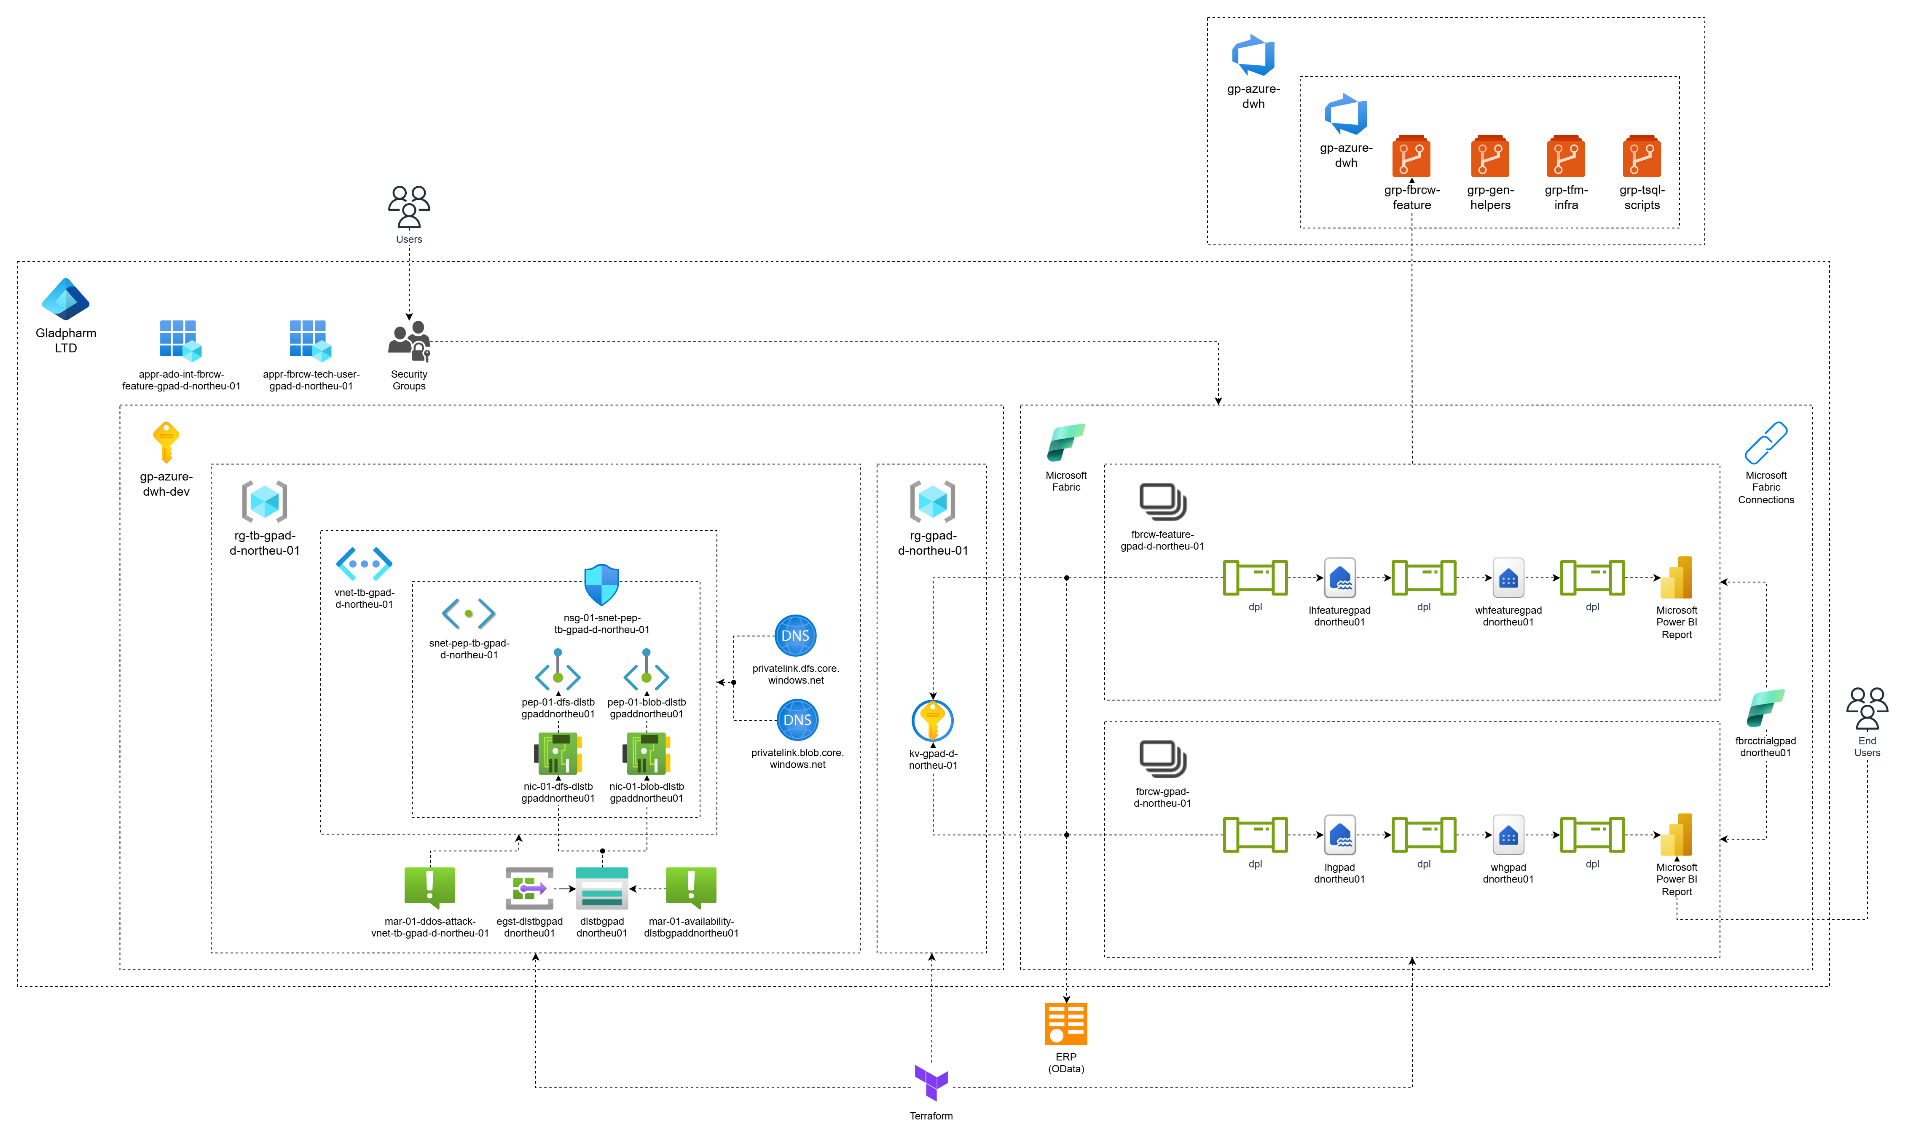 gp-azure-
dwh
gp-azure-
dwh
grp-fbrcw-
feature
grp-gen-
helpers
grp-tfm-
infra
grp-tsql-
scripts
Users
Gladpharm
LTD
appr-ado-int-fbrcw-
feature-gpad-d-northeu-01
appr-fbrcw-tech-user-
gpad-d-northeu-01
Security
Groups
gp-azure-
dwh-dev
rg-tb-gpad-
d-northeu-01
vnet-tb-gpad-
d-northeu-01
snet-pep-tb-gpad-
d-northeu-01
nsg-01-snet-pep-
tb-gpad-d-northeu-01
pep-01-dfs-dlstb
gpaddnortheu01
pep-01-blob-dlstb
gpaddnortheu01
nic-01-dfs-dlstb
gpaddnortheu01
nic-01-blob-dlstb
gpaddnortheu01
DNS
privatelink.dfs.core.
windows.net
DNS
privatelink.blob.core.
windows.net
mar-01-ddos-attack-
vnet-tb-gpad-d-northeu-01
egst-dlstbgpad
dnortheu01
dlstbgpad
dnortheu01
mar-01-availability-
dlstbgpaddnortheu01
rg-gpad-
d-northeu-01
kv-gpad-d-
northeu-01
Microsoft
Fabric
Microsoft
Fabric
Connections
fbrcw-feature-
gpad-d-northeu-01
dpl
lhfeaturegpad
dnortheu01
dpl
whfeaturegpad
dnortheu01
dpl
Microsoft
Power BI
Report
fbrcctrialgpad
dnortheu01
End
Users
fbrcw-gpad-
d-northeu-01
dpl
lhgpad
dnortheu01
dpl
whgpad
dnortheu01
dpl
Microsoft
Power BI
Report
ERP
(OData)
Terraform